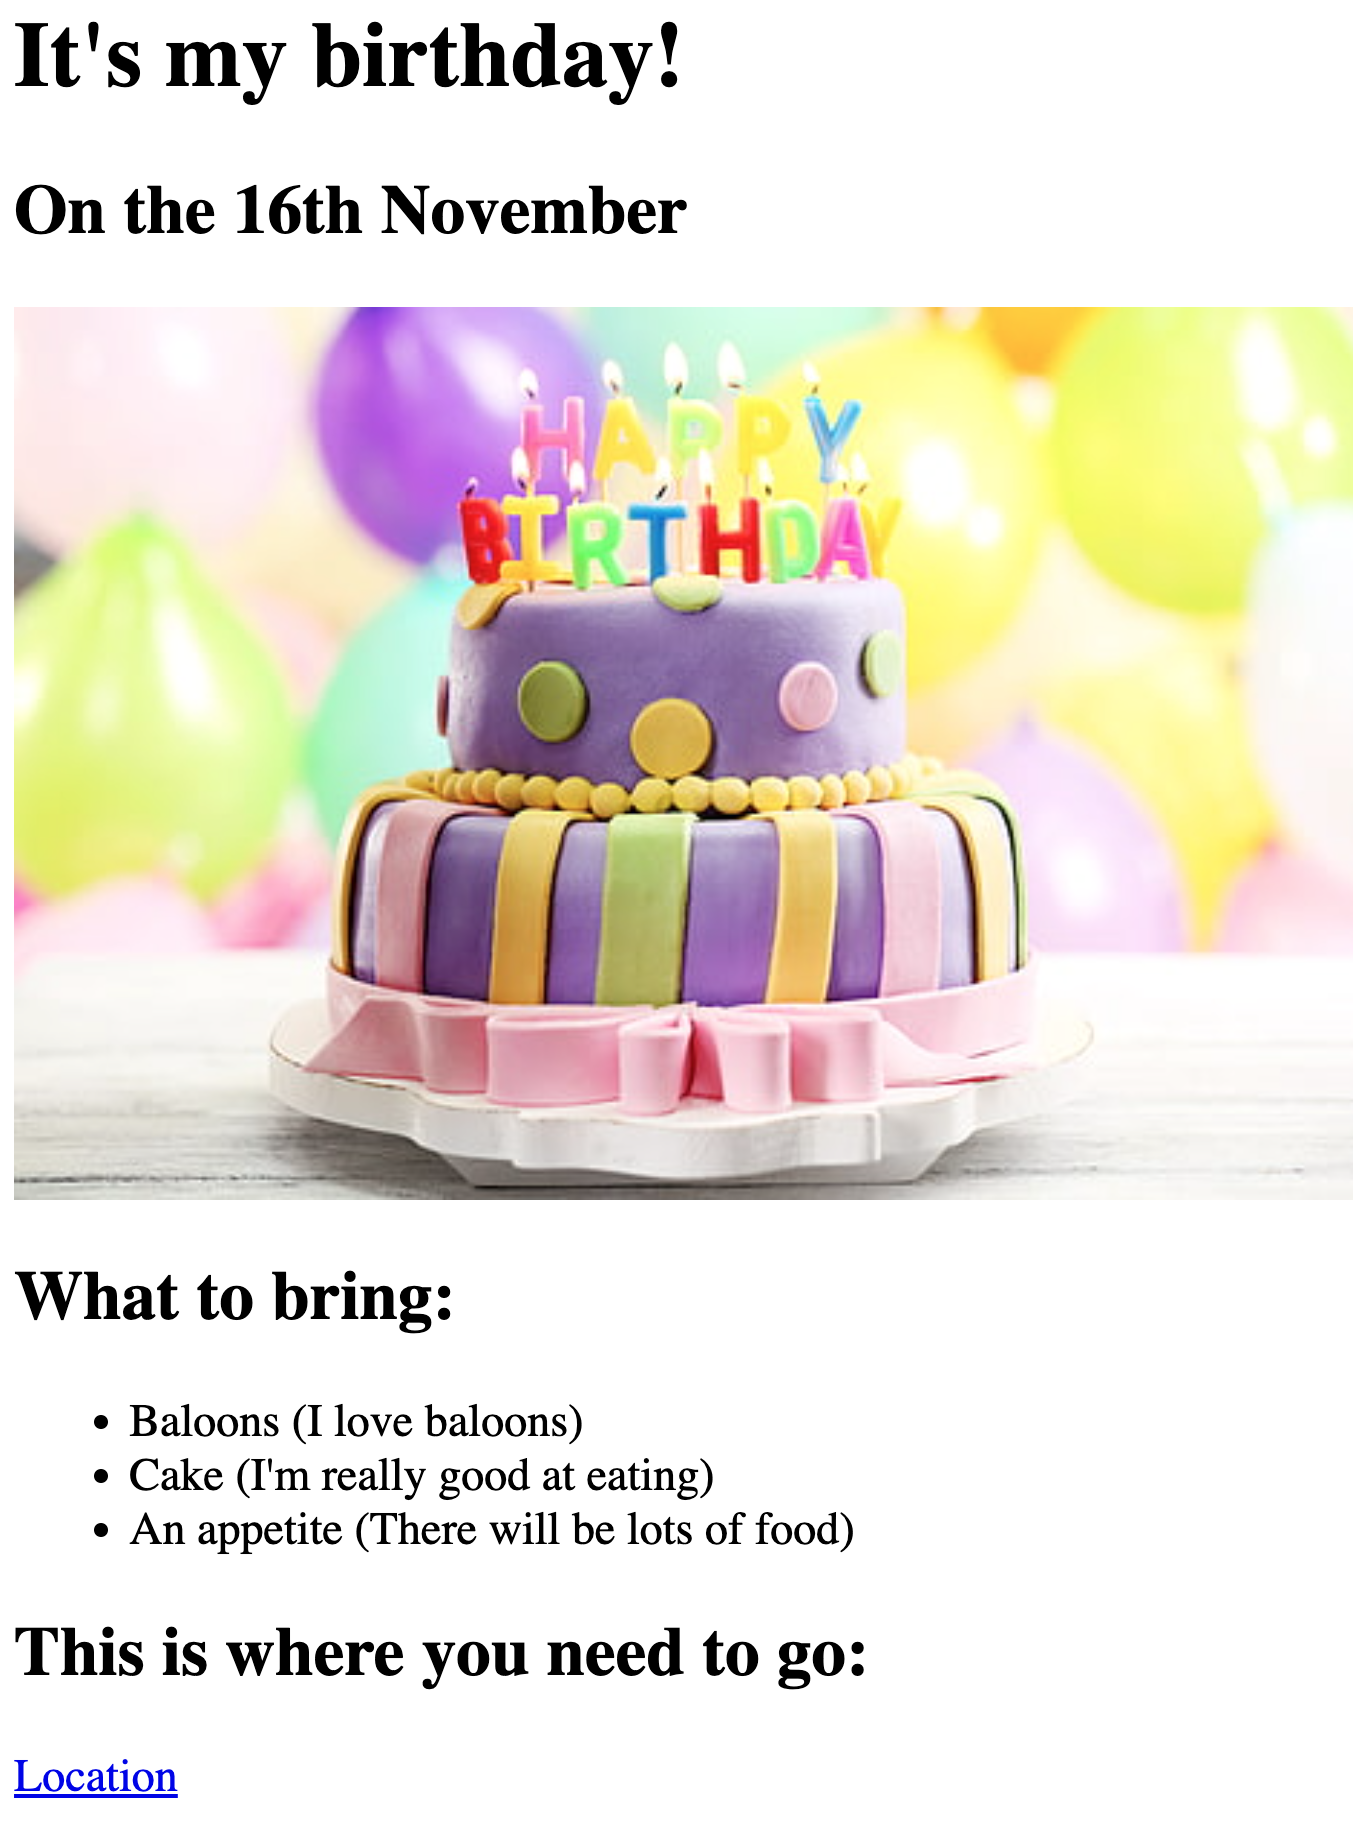 It's my birthday!
On the 16th November
HAPPY
BIRTHDAY
What to bring:
Baloons (I love baloons)
Cake (I'm really good at eating)
An appetite (There will be lots of food)
This is where you need to go:
Location